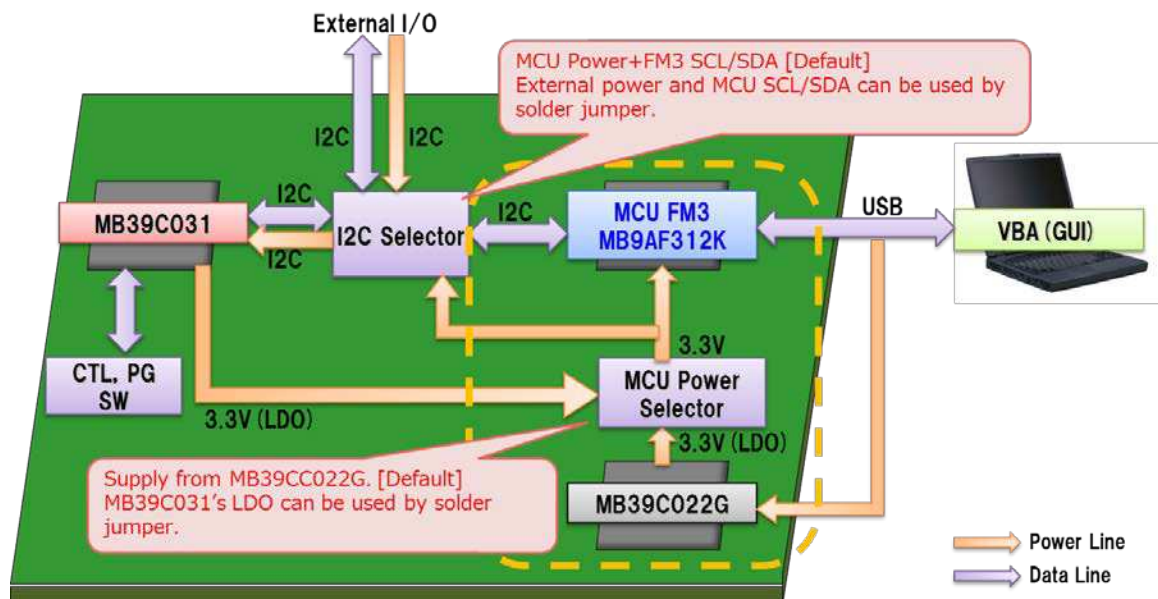 External I/O
MCU Power+FM3 SCL/SDA [Default]
External power and MCU SCL/SDA can be used by
solder jumper.
I2C
I2C
MB39C031
I2C
I2C
I2C Selector
I2C
MCU FM3
MB9AF312K
USB
VBA (GUI)
CTL, PG
SW
3.3V (LDO)
3.3V
MCU Power
Selector
3.3V (LDO)
Supply from MB39CC022G. [Default]
MB39C031's LDO can be used by solder
jumper.
MB39C022G
Power Line
Data Line